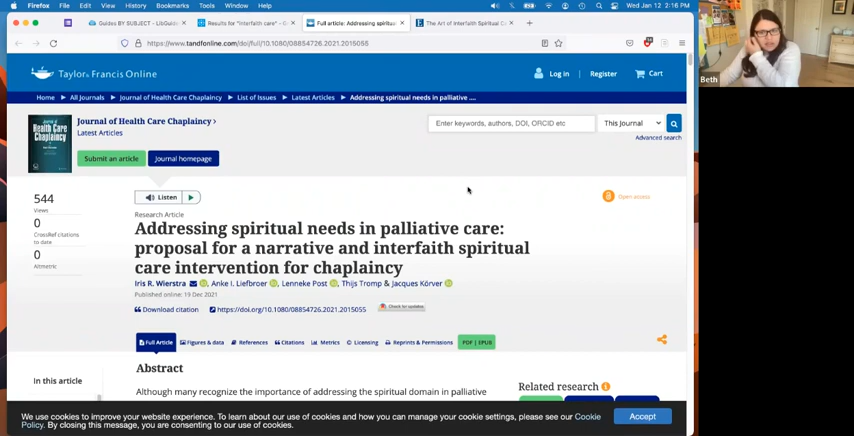 Firefox File Edit View History Bookmarks Tools Window Help
Wed Jan 12 2:16 PM
Guides BY SUBJECT - LibGuide
Results for "interfaith care" – G
Full article: Addressing spiritu
The Art of Interfaith Spiritual C
https://www.tandfonline.com/doi/full/10.1080/08854726.2021.2015055
Beth
Taylor & Francis Online
Log in | Register Cart
Home All Journals Journal of Health Care Chaplaincy List of Issues Latest Articles Addressing spiritual needs in palliative ....
Journal of Health Care Chaplaincy
Journal of Health Care Chaplaincy ›
Latest Articles
Enter keywords, authors, DOI, ORCID etc
This Journal
Advanced search
Submit an article
Journal homepage
544
Views
0
CrossRef citations
to date
0
Altmetric
Listen
Open access
Research Article
Addressing spiritual needs in palliative care:
proposal for a narrative and interfaith spiritual
care intervention for chaplaincy
Iris R. Wierstra, Anke I. Liefbroer, Lenneke Post, Thijs Tromp & Jacques Körver
Published online: 19 Dec 2021
Download citation https://doi.org/10.1080/08854726.2021.2015055 Check for updates
Full Article Figures & data References Citations Metrics Licensing Reprints & Permissions PDF | EPUB
In this article
Abstract
Although many recognize the importance of addressing the spiritual domain in palliative
Related research
We use cookies to improve your website experience. To learn about our use of cookies and how you can manage your cookie settings, please see our Cookie
Policy. By closing this message, you are consenting to our use of cookies.
Accept